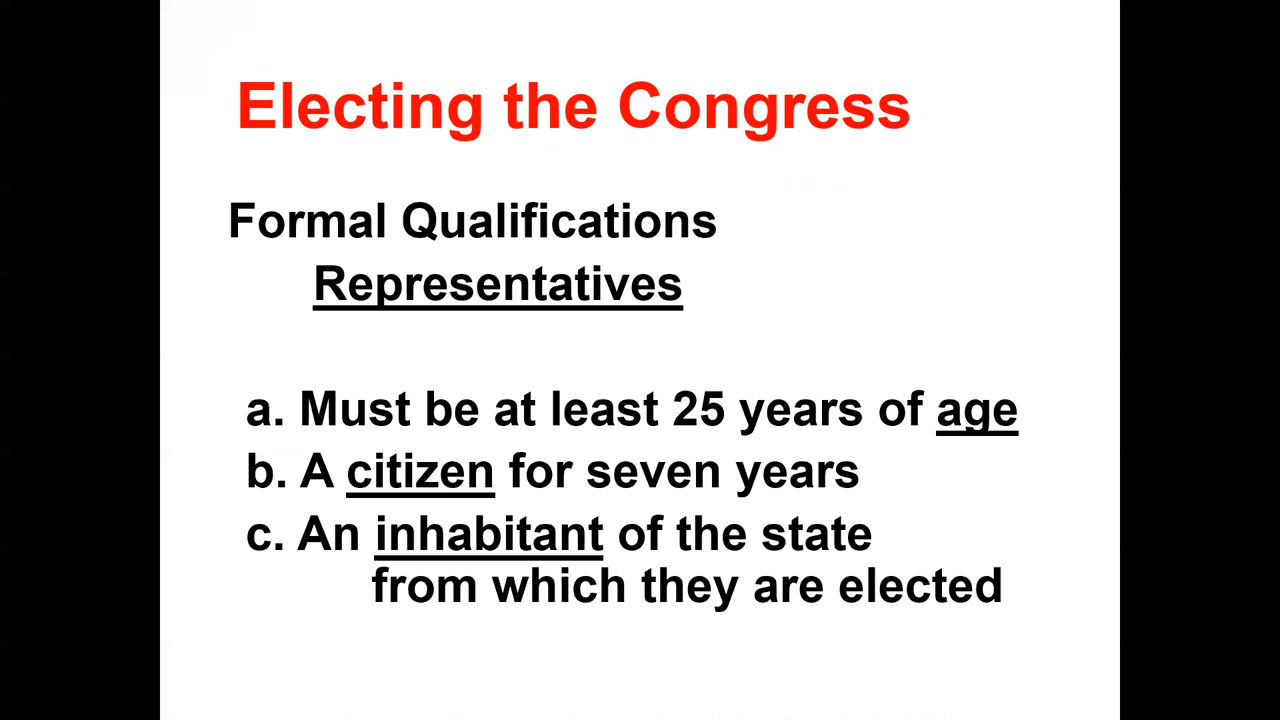 Electing the Congress
Formal Qualifications
Representatives
a. Must be at least 25 years of age
b. A citizen for seven years
c. An inhabitant of the state
from which they are elected